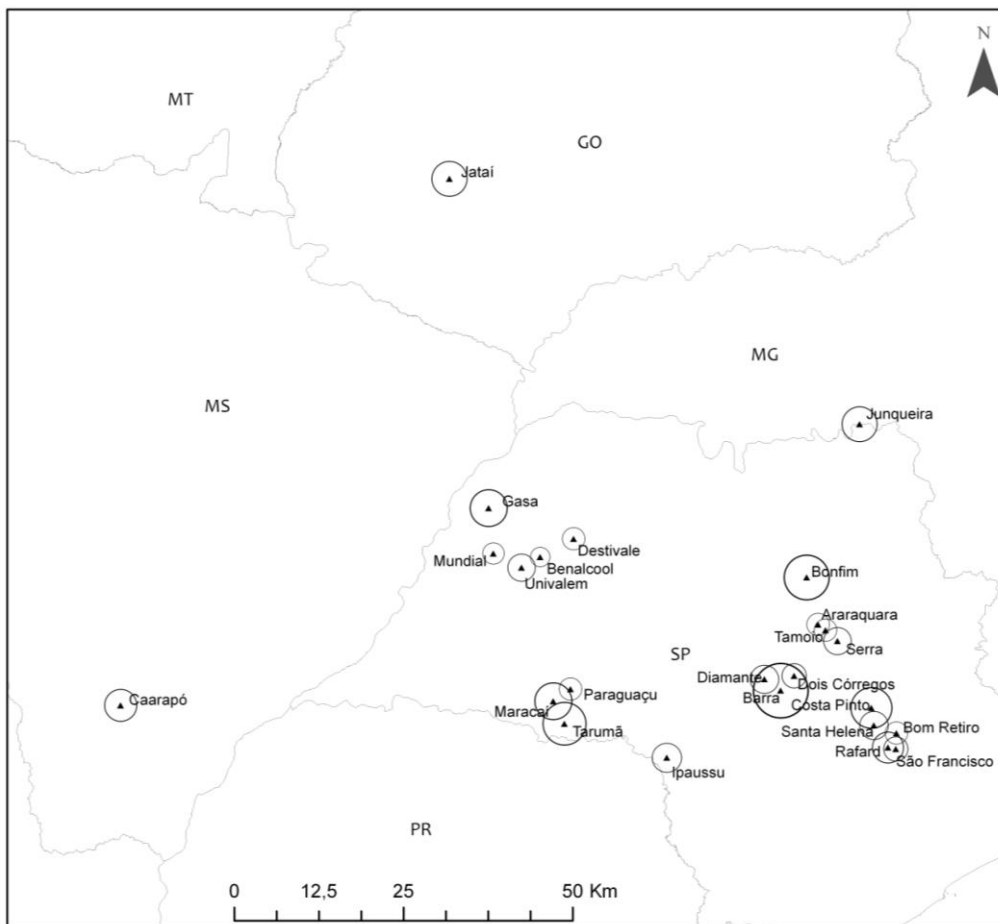 N
MT
GO
Jataí
MG
MS
Junqueira
Gasa
Destivale
Mundial
Benalcool
Univalem
Bonfim
Araraquara
Tamoio
Serra
SP
Diamante
Dois Córregos
Paraguaçu
Barra
Costa Pinto
Caarapó
Maracaí
Tarumã
Santa Helena
Bom Retiro
Rafard
São Francisco
Ipaussu
PR
0 12,5 25 50 Km